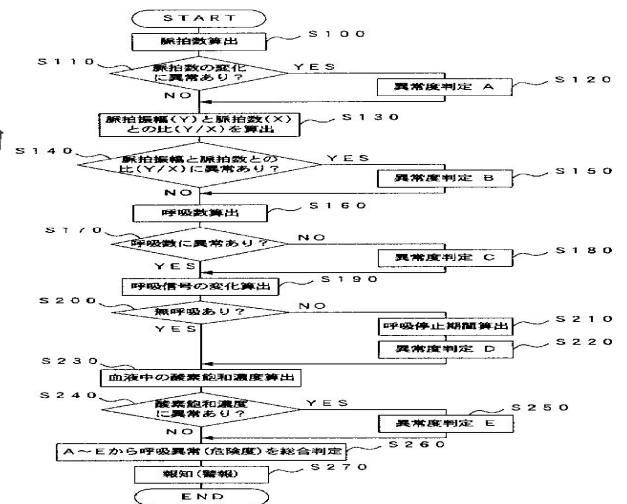 START
脈拍数算出
S100
S110
脈拍数の変化
に異常あり?
YES
異常度判定 A
S120
NO
脈拍振幅(Y)と脈拍数(X)
との比(Y/X)を算出
S130
S140
脈拍振幅と脈拍数との
比(Y/X)に異常あり?
YES
異常度判定 B
S150
NO
呼吸数算出
S160
S170
呼吸数に異常あり?
NO
異常度判定 C
S180
YES
呼吸信号の変化算出
S190
S200
無呼吸あり?
NO
YES
呼吸停止期間算出
S210
異常度判定 D
S220
S230
血液中の酸素飽和濃度算出
S240
酸素飽和濃度
に異常あり?
YES
異常度判定 E
S250
NO
A~Eから呼吸異常(危険度)を総合判定
S260
報知(警報)
S270
END